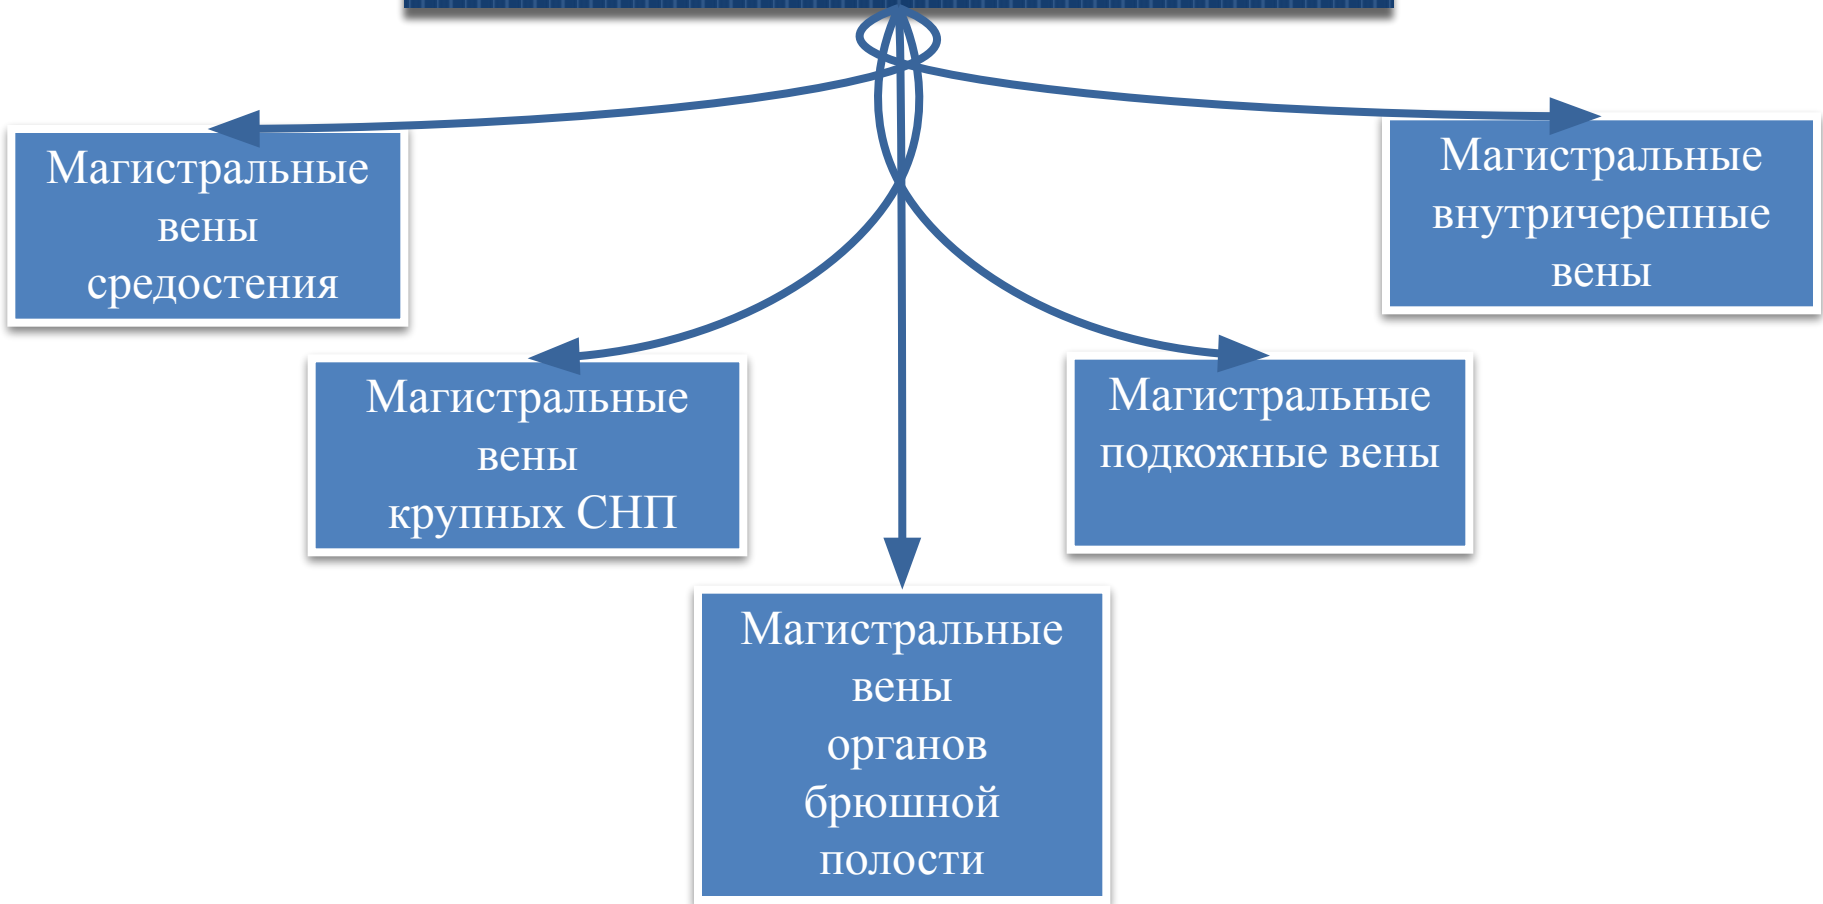 Магистральные
вены
средостения
Магистральные
внутричерепные
вены
Магистральные
вены
крупных СНП
Магистральные
подкожные вены
Магистральные
вены
органов
брюшной
полости